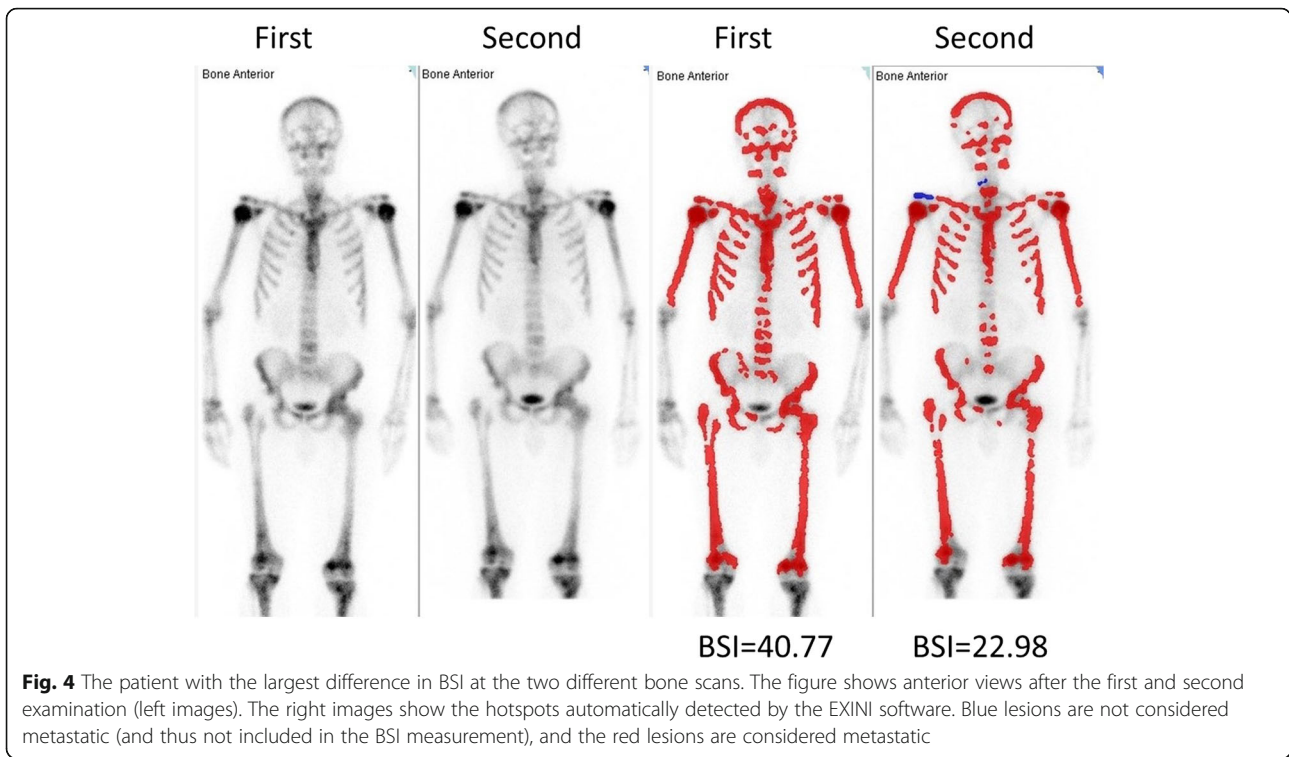 First Second First Second
Bone Anterior Bone Anterior Bone Anterior Bone Anterior
BSI=40.77 BSI=22.98
Fig. 4 The patient with the largest difference in BSI at the two different bone scans. The figure shows anterior views after the first and second
examination (left images). The right images show the hotspots automatically detected by the EXINI software. Blue lesions are not considered
metastatic (and thus not included in the BSI measurement), and the red lesions are considered metastatic